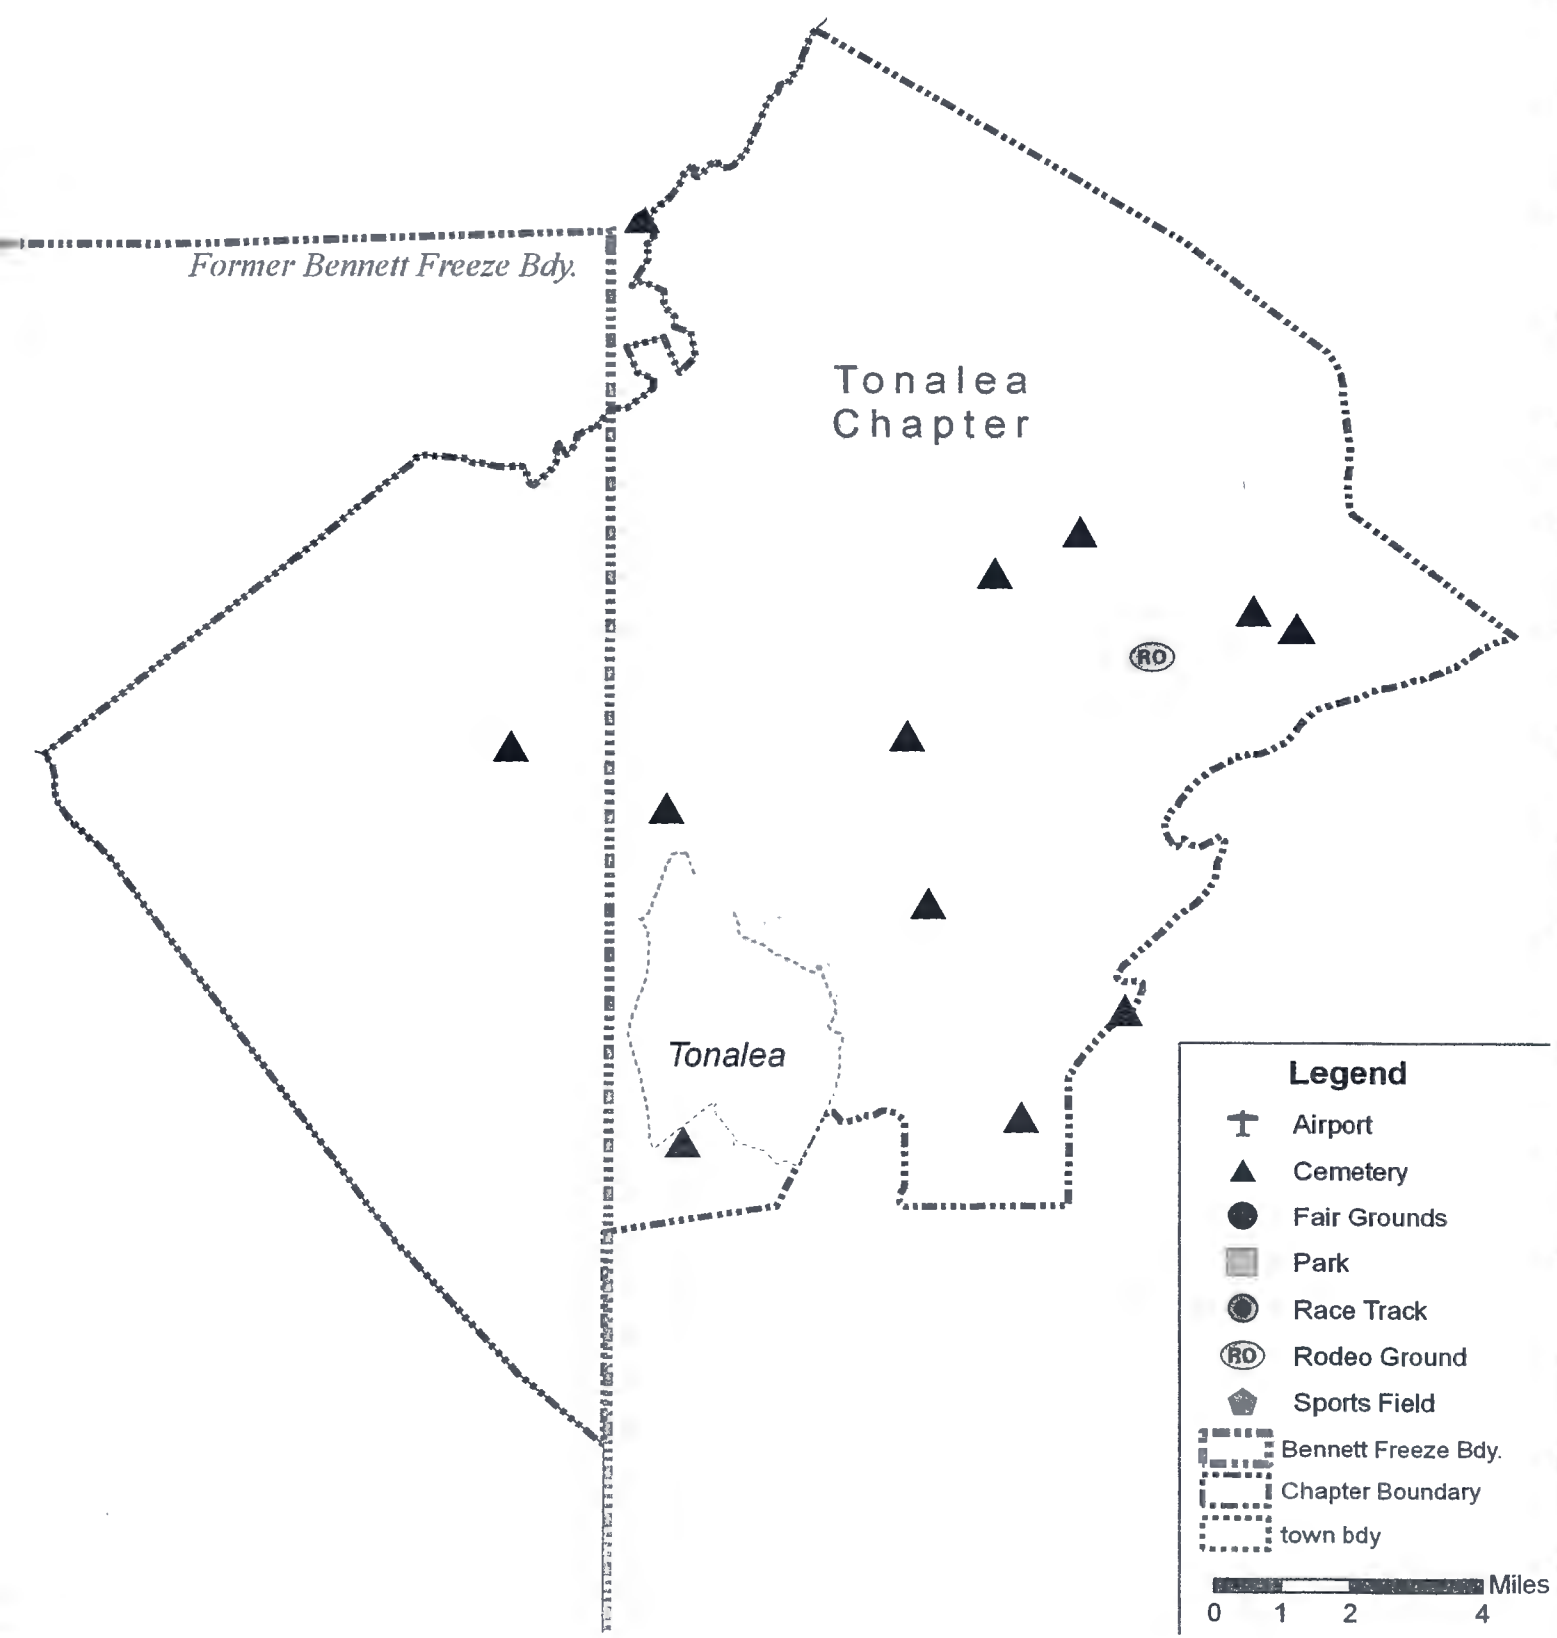 Former Bennett Freeze Bdy.
Tonalea
Chapter
RO
Tonalea
Legend
Airport
Cemetery
Fair Grounds
Park
Race Track
RO Rodeo Ground
Sports Field
Bennett Freeze Bdy.
Chapter Boundary
town bdy
Miles
0 1 2 4